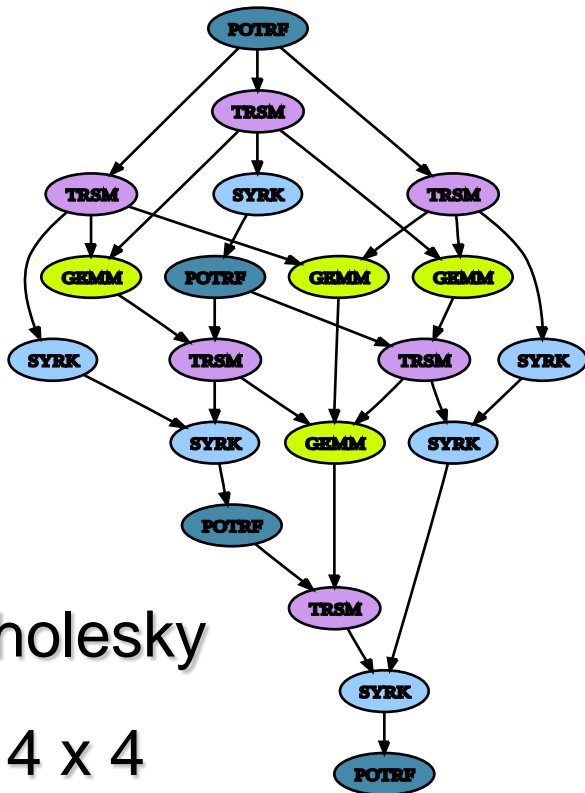 POTRF
TRSM
TRSM SYRK TRSM
GEMM POTRF GEMM GEMM
SYRK TRSM TRSM SYRK
SYRK GEMM SYRK
POTRF
TRSM
holesky
SYRK
4 x 4
POTRF